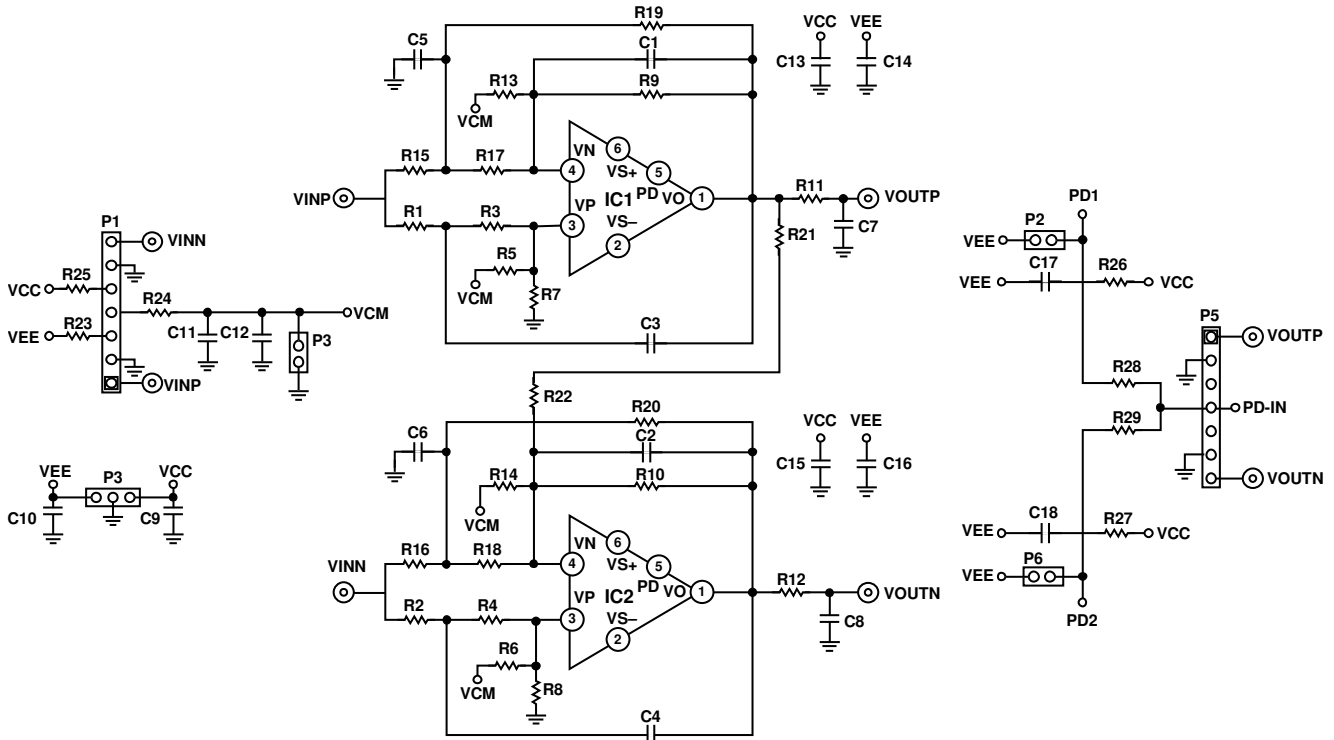 R19
VCC VEE
C5
C1
C13
C14
R13
R9
VCM
R15
R17
VN
4
6
VS+
5
PD
IC1
VO
1
VINP
R11
VOUTP
R1
R3
VP
3
VS–
2
C7
R21
R5
VCM
R7
C3
P1
VINN
R25
VCC
R24
VCM
VEE
R23
C11
C12
P3
VINP
PD1
P2
VEE
C17
R26
VEE
VCC
P5
VOUTP
R28
PD-IN
R29
VOUTN
C18
R27
VEE
VCC
P6
VEE
PD2
R22
R20
C6
C2
VCC VEE
C15
C16
R14
R10
VCM
VEE
P3
VCC
C10
C9
R16
R18
VN
4
6
VS+
5
PD
IC2
VO
1
VINN
R12
VOUTN
R2
R4
VP
3
VS–
2
C8
R6
VCM
R8
C4